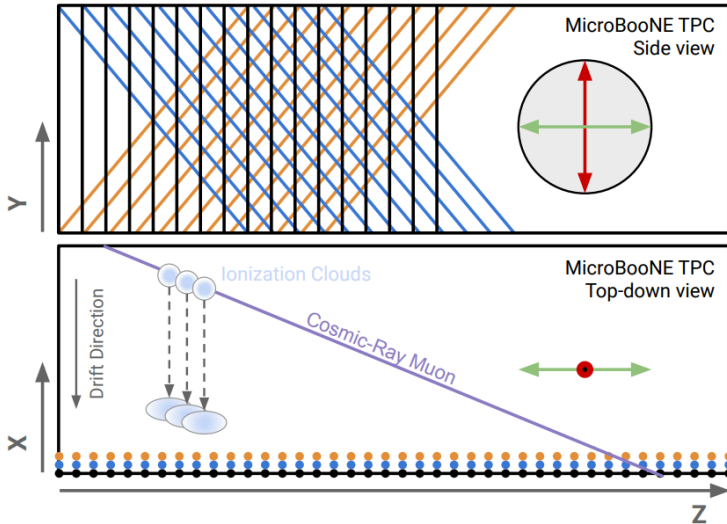 MicroBooNE TPC
Side view
Y
Ionization Clouds
MicroBooNE TPC
Top-down view
Drift Direction
Cosmic-Ray Muon
X
Z